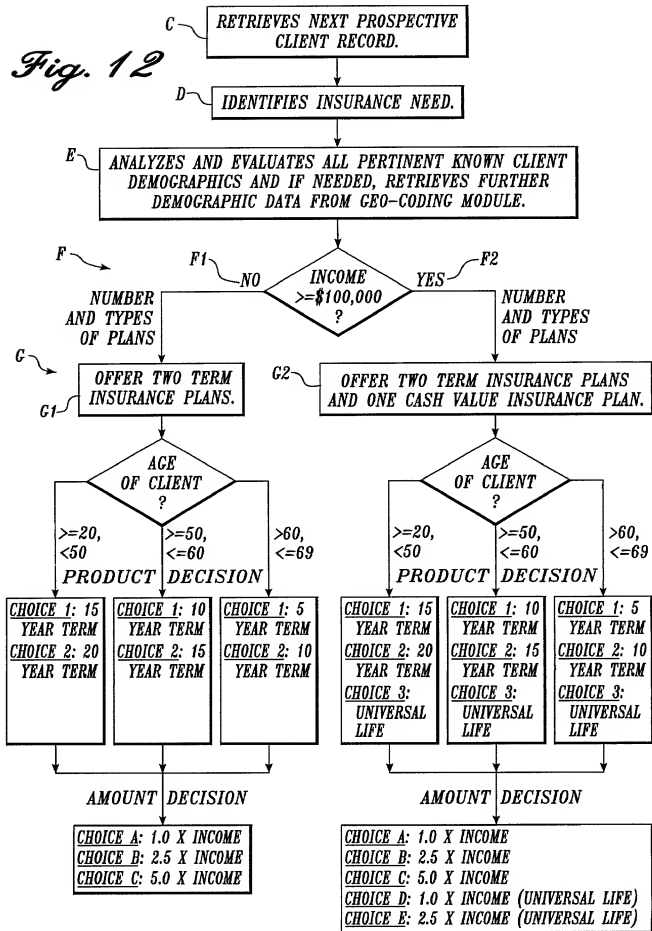 C
RETRIEVES NEXT PROSPECTIVE
CLIENT RECORD.
Fig. 12
D
IDENTIFIES INSURANCE NEED.
E
ANALYZES AND EVALUATES ALL PERTINENT KNOWN CLIENT
DEMOGRAPHICS AND IF NEEDED, RETRIEVES FURTHER
DEMOGRAPHIC DATA FROM GEO-CODING MODULE.
F
F1
NO
INCOME
>=$100,000
?
YES
F2
NUMBER
AND TYPES
OF PLANS
NUMBER
AND TYPES
OF PLANS
G
G1
OFFER TWO TERM
INSURANCE PLANS.
G2
OFFER TWO TERM INSURANCE PLANS
AND ONE CASH VALUE INSURANCE PLAN.
AGE
OF CLIENT
?
>=20,
<50
>=50,
<=60
>60,
<=69
PRODUCT DECISION
CHOICE 1: 15
YEAR TERM
CHOICE 2: 20
YEAR TERM
CHOICE 1: 10
YEAR TERM
CHOICE 2: 15
YEAR TERM
CHOICE 1: 5
YEAR TERM
CHOICE 2: 10
YEAR TERM
AMOUNT DECISION
CHOICE A: 1.0 X INCOME
CHOICE B: 2.5 X INCOME
CHOICE C: 5.0 X INCOME
AGE
OF CLIENT
?
>=20,
<50
>=50,
<=60
>60,
<=69
PRODUCT DECISION
CHOICE 1: 15
YEAR TERM
CHOICE 2: 20
YEAR TERM
CHOICE 3:
UNIVERSAL
LIFE
CHOICE 1: 10
YEAR TERM
CHOICE 2: 15
YEAR TERM
CHOICE 3:
UNIVERSAL
LIFE
CHOICE 1: 5
YEAR TERM
CHOICE 2: 10
YEAR TERM
CHOICE 3:
UNIVERSAL
LIFE
AMOUNT DECISION
CHOICE A: 1.0 X INCOME
CHOICE B: 2.5 X INCOME
CHOICE C: 5.0 X INCOME
CHOICE D: 1.0 X INCOME (UNIVERSAL LIFE)
CHOICE E: 2.5 X INCOME (UNIVERSAL LIFE)